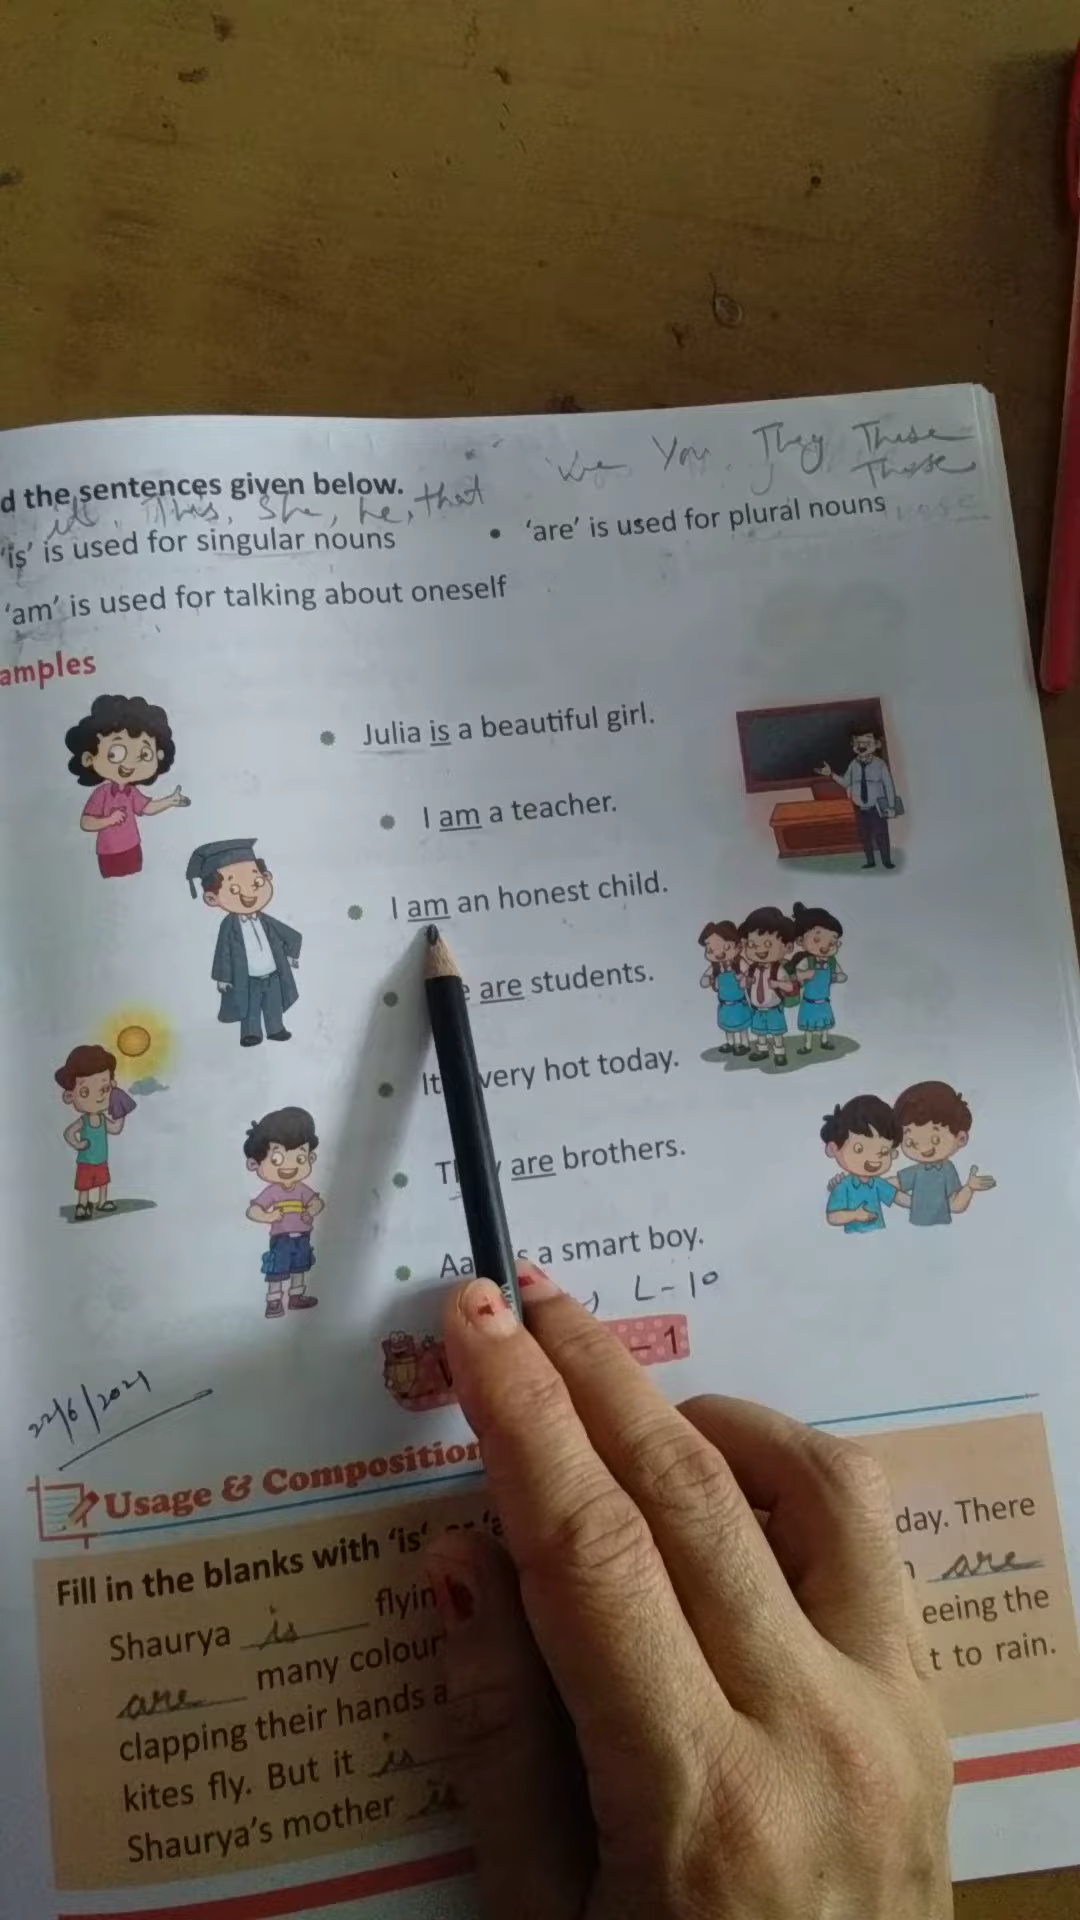 We You They These
Those
d the sentences given below.
it, This, She, he, that
'is' is used for singular nouns
• 'are' is used for plural nouns
'am' is used for talking about oneself
amples
Julia is a beautiful girl.
I am a teacher.
I am an honest child.
are students.
It very hot today.
are brothers.
a smart boy.
L-10
– 1
22/6/2021
Usage & Composition
Fill in the blanks with 'is'
day. There
Shaurya is flyin
are
are many colour
eeing the
clapping their hands a
t to rain.
kites fly. But it is
Shaurya's mother is